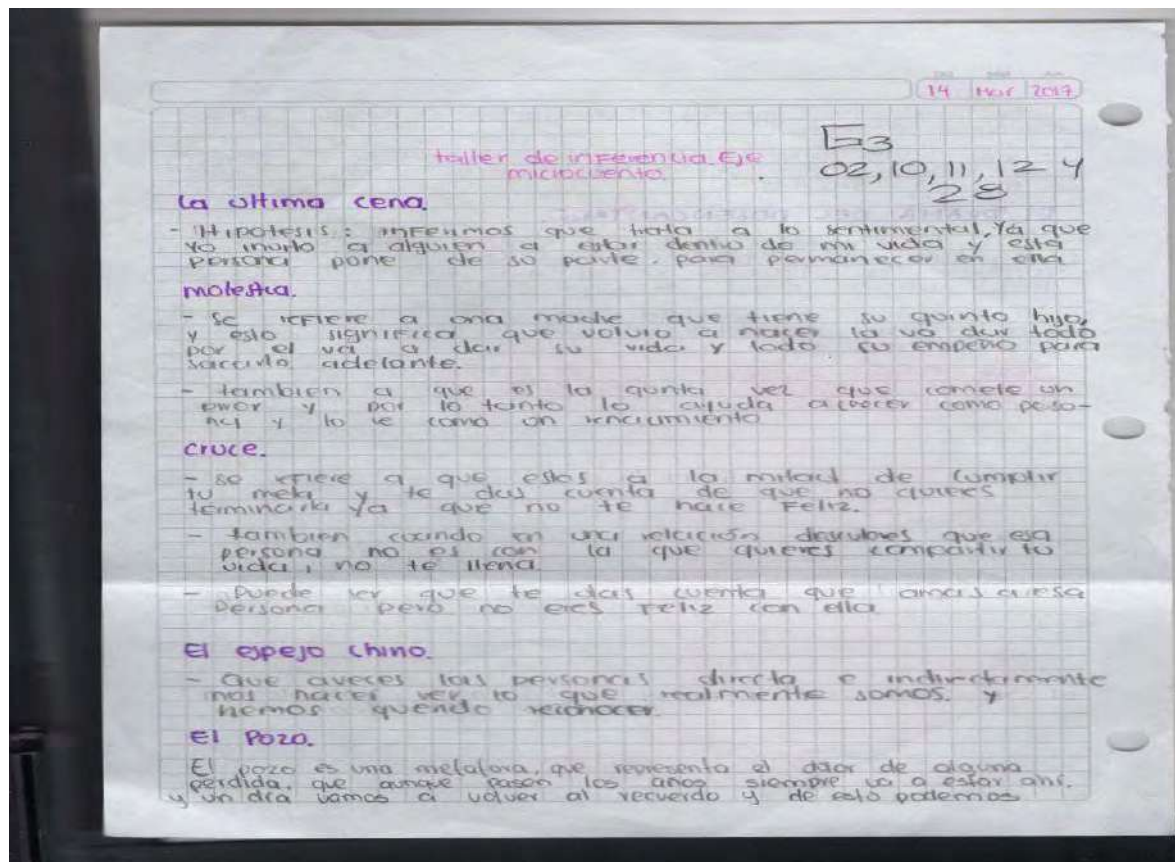 14 Mar 2017
E3
taller de inferencia Eje
02, 10, 11, 12 y
microcuento.
28
la ultima cena.
- Hipotesis: inferimos que trata a lo sentimental, Ya que
Yo invito a alguien a estar dentro de mi vida y esta
persona pone de su parte. para permanecer en ella
molestia.
- Se refiere a una madre que tiene su quinto hijo,
y esto significa que volvio a nacer la va dar todo
por el va a dar su vida y todo su empeño para
sacarlo adelante.
- tambien a que es la quinta vez que comete un
error y por lo tanto lo ayuda a crecer como perso-
na y lo ve como un renacimiento
cruce.
- se refiere a que estas a la mitad de cumplir
tu meta y te das cuenta de que no quieres
terminarla ya que no te hace Feliz.
- tambien cuando en una relación descubres que esa
persona no es con la que quieres compartir tu
vida, no te llena
- Puede ser que te das cuenta que amas a esa
persona pero no eres Feliz con ella
El espejo chino.
- Que aveces las personas directa e indirectamente
nos hacen ver lo que realmente somos y
hemos querido reconocer.
El Pozo.
El pozo es una metafora, que representa el dolor de alguna
perdida, que aunque pasen los años siempre va a estar ahí.
y un día vamos a volver al recuerdo y de esto podemos